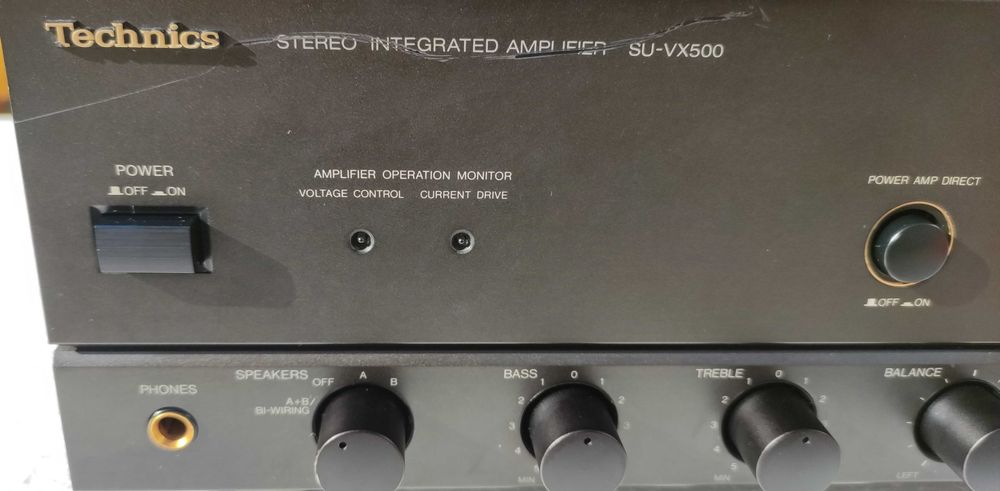 Technics STEREO INTEGRATED AMPLIFIER SU-VX500
POWER
OFF ON
AMPLIFIER OPERATION MONITOR
VOLTAGE CONTROL CURRENT DRIVE
POWER AMP DIRECT
OFF ON
PHONES
SPEAKERS OFF A B
A+B/
BI-WIRING
BASS 1 0 1
2 2
3 3
4
MIN
TREBLE 1 0 1
2 2
3
4
5
MIN
BALANCE
LEFT